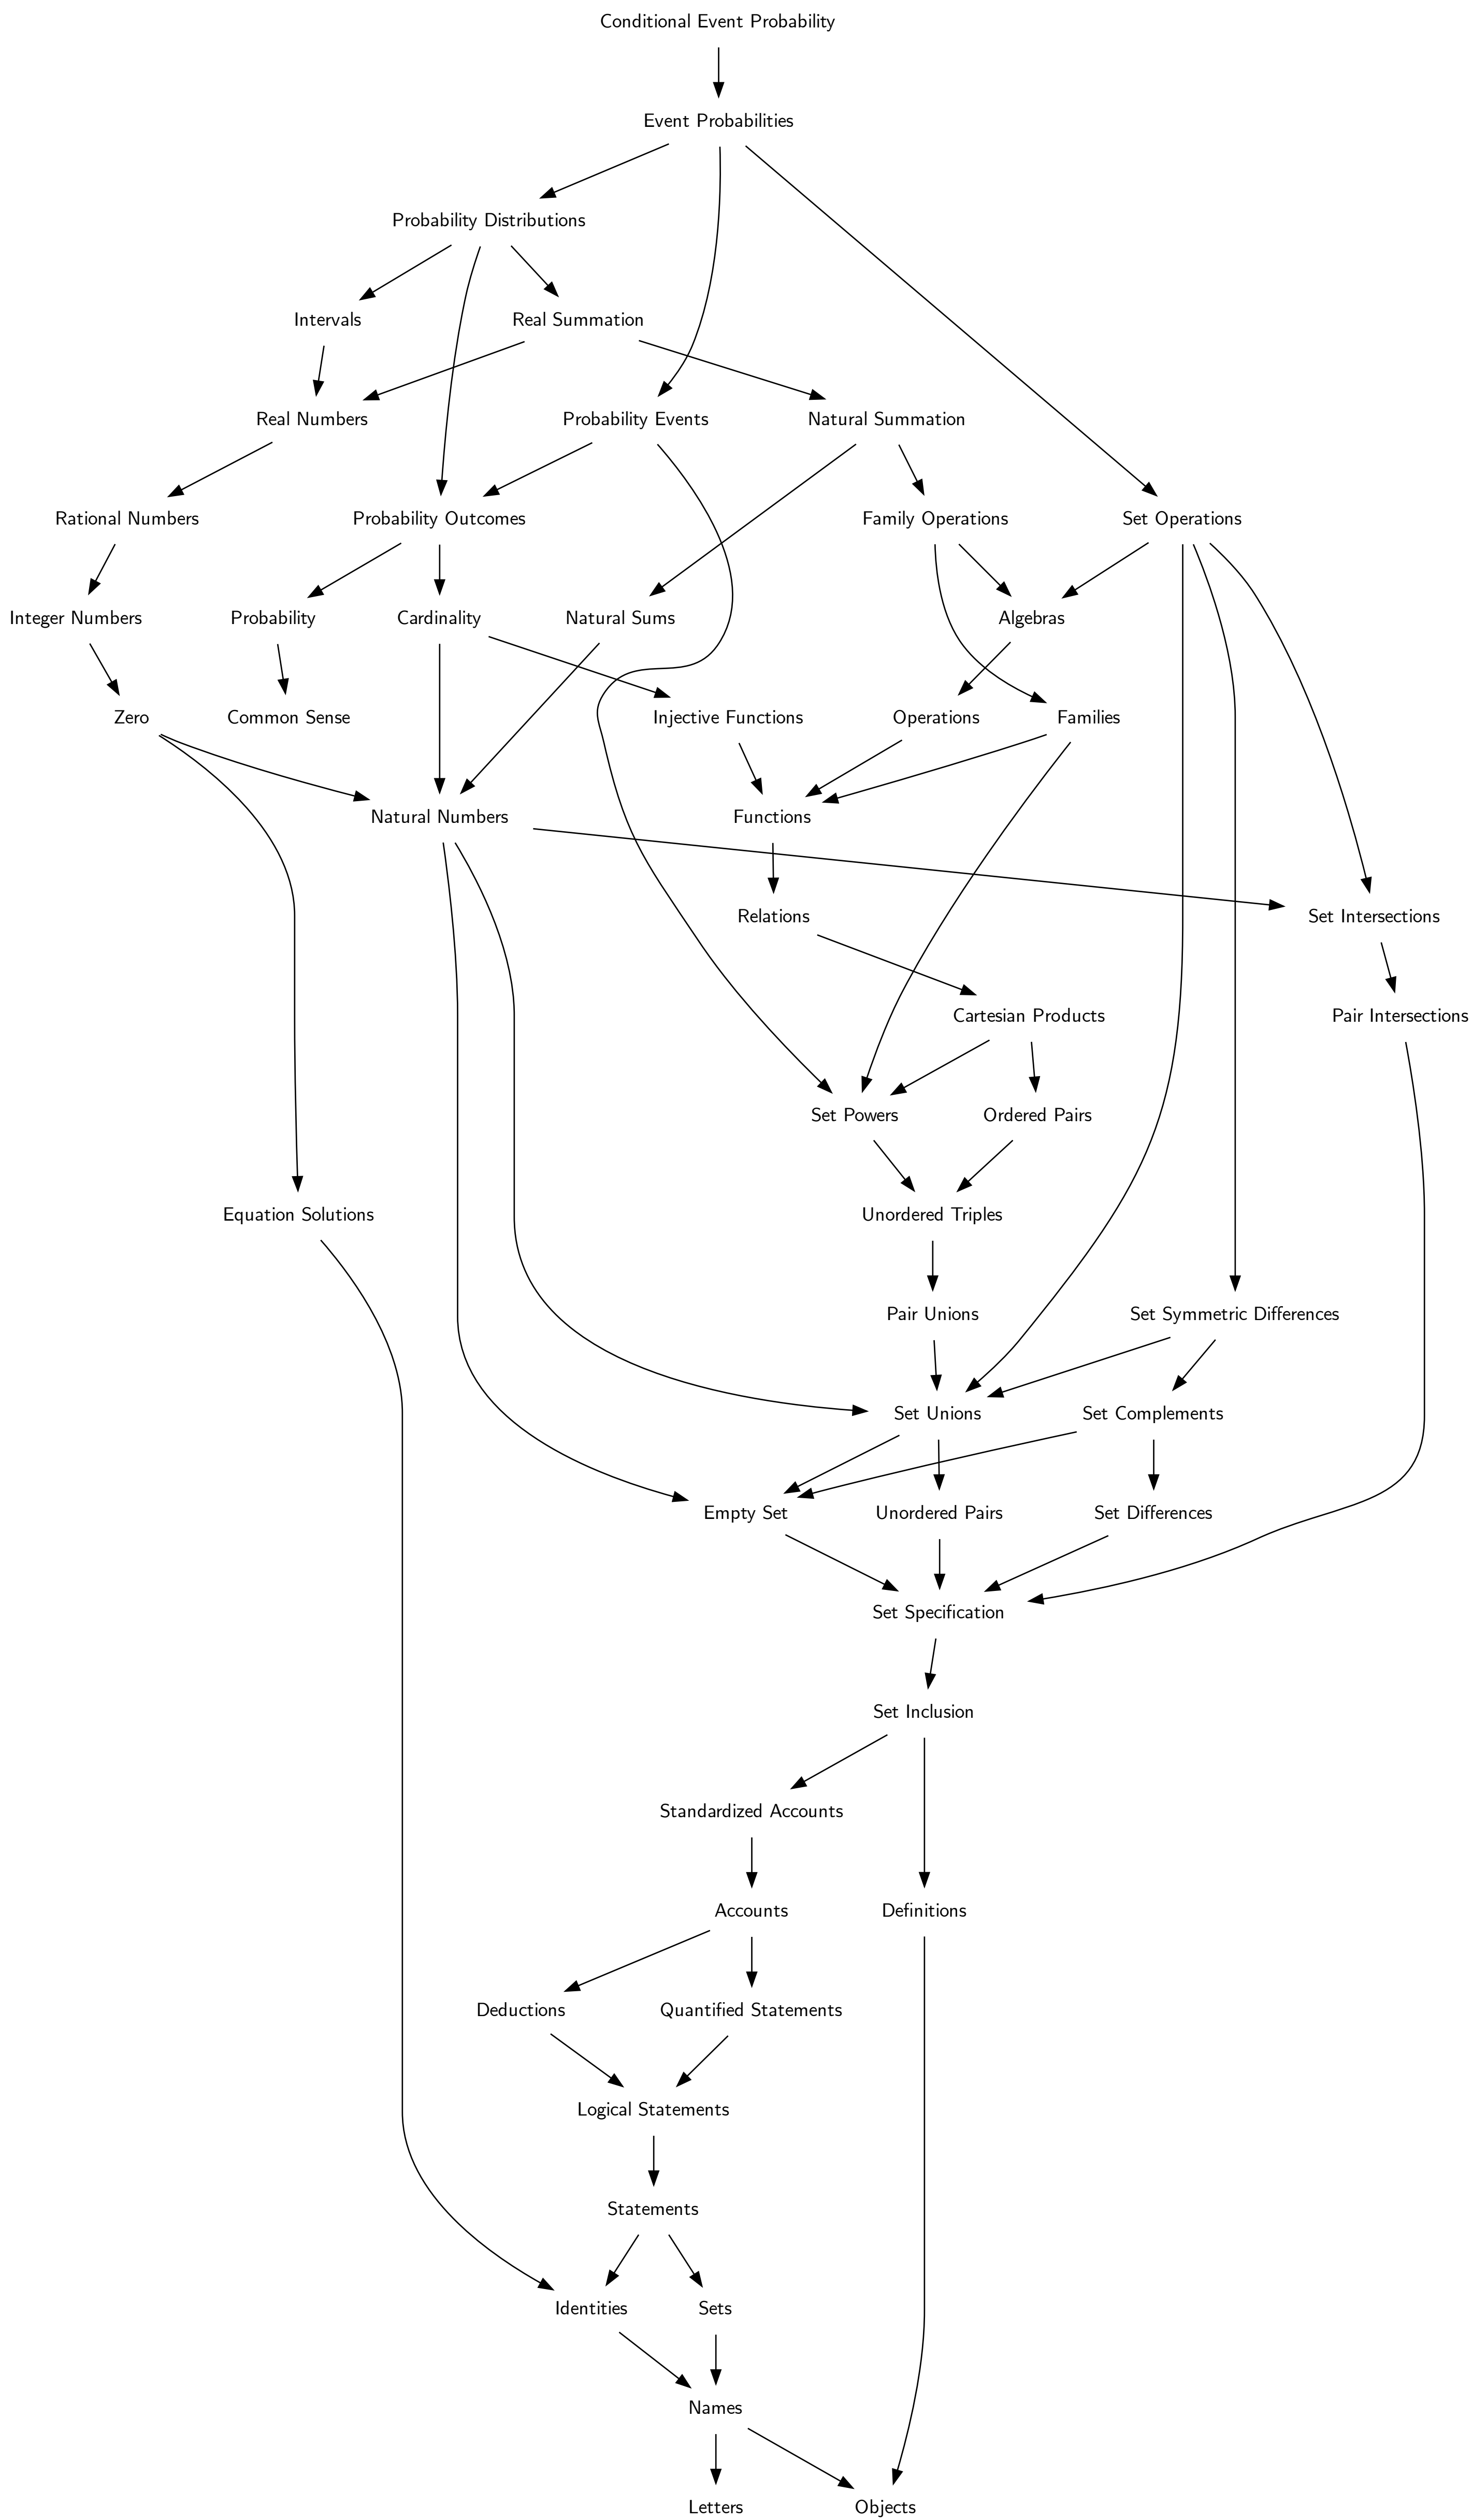 Conditional Event Probability
Event Probabilities
Probability Distributions
Intervals
Real Summation
Real Numbers
Probability Events
Natural Summation
Rational Numbers
Probability Outcomes
Family Operations
Set Operations
Integer Numbers
Probability
Cardinality
Natural Sums
Algebras
Zero
Common Sense
Injective Functions
Operations
Families
Natural Numbers
Functions
Relations
Set Intersections
Cartesian Products
Pair Intersections
Set Powers
Ordered Pairs
Equation Solutions
Unordered Triples
Pair Unions
Set Symmetric Differences
Set Unions
Set Complements
Empty Set
Unordered Pairs
Set Differences
Set Specification
Set Inclusion
Standardized Accounts
Accounts
Definitions
Deductions
Quantified Statements
Logical Statements
Statements
Identities
Sets
Names
Letters
Objects